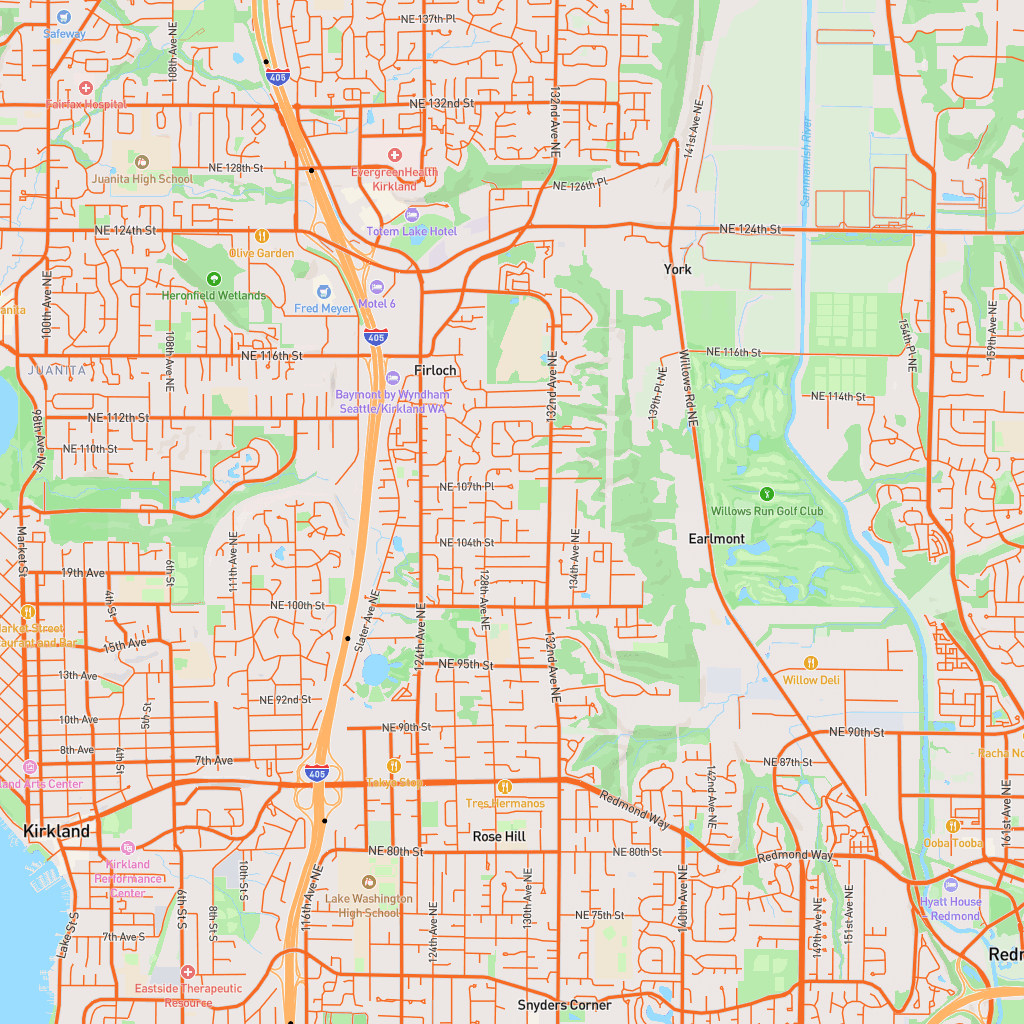 NE 137th Pl
Safeway
108th Ave NE
405
Fairfax Hospital
NE 132nd St
132nd Ave NE
141st Ave NE
Sammamish River
Juanita High School
NE 128th St
EvergreenHealth
Kirkland
NE 126th Pl
Totem Lake Hotel
NE 124th St
NE 124th St
Olive Garden
York
Heronfield Wetlands
Fred Meyer
Motel 6
100th Ave NE
108th Ave NE
405
NE 116th St
NE 116th St
154th Pl NE
159th Ave NE
JUANITA
Firloch
Baymont by Wyndham
Seattle/Kirkland WA
132nd Ave NE
139th Pl NE
Willows Rd NE
NE 114th St
NE 112th St
98th Ave NE
NE 110th St
NE 107th Pl
Willows Run Golf Club
Market St
NE 104th St
Earlmont
111th Ave NE
134th Ave NE
19th Ave
6th St
4th St
NE 100th St
Slater Ave NE
124th Ave NE
128th Ave NE
132nd Ave NE
Market Street
Restaurant and Bar
15th Ave
NE 95th St
13th Ave
Willow Deli
NE 92nd St
10th Ave
5th St
NE 90th St
NE 90th St
8th Ave
4th St
7th Ave
405
NE 87th St
Tokyo Stop
142nd Ave NE
Tres Hermanos
Redmond Way
161st Ave NE
Kirkland
Rose Hill
Ooba Tooba
Kirkland
Performance
Center
NE 80th St
NE 80th St
Redmond Way
10th St S
116th Ave NE
Lake Washington
High School
130th Ave NE
140th Ave NE
Hyatt House
- Redmond
6th St S
8th St S
Lake St S
7th Ave S
124th Ave NE
NE 75th St
149th Ave NE
151st Ave NE
Eastside Therapeutic
Resource
Snyders Corner